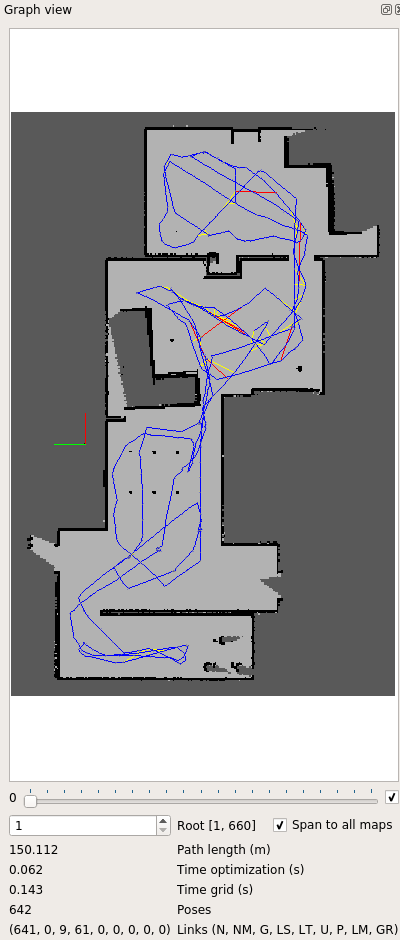 Graph view
0
1 Root [1, 660] Span to all maps
150.112 Path length (m)
0.062 Time optimization (s)
0.143 Time grid (s)
642 Poses
(641, 0, 9, 61, 0, 0, 0, 0, 0) Links (N, NM, G, LS, LT, U, P, LM, GR)